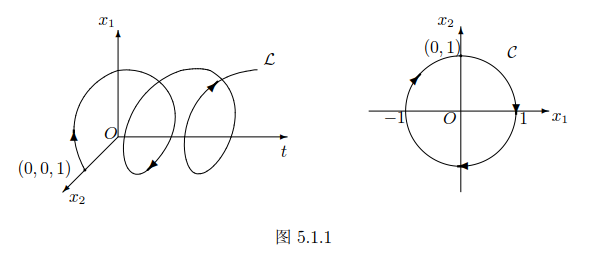 x₁
ℒ
O
t
(0, 0, 1)
x₂
x₂
(0, 1)
𝒞
−1
O
1
x₁
图 5.1.1